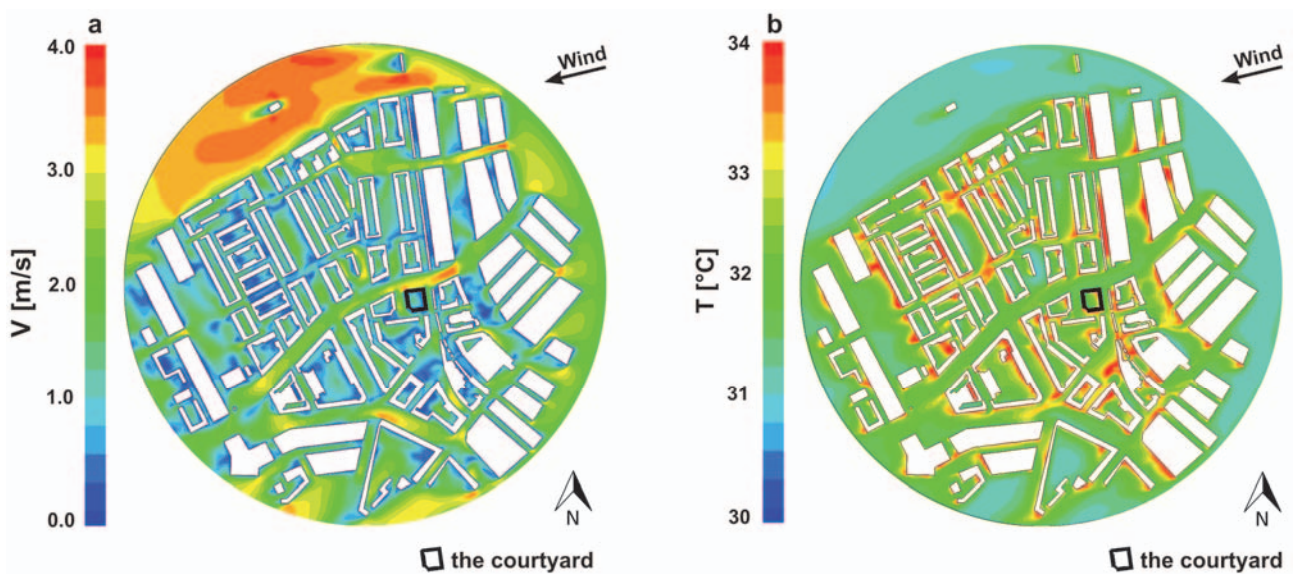 a
4.0
3.0
2.0
1.0
0.0
V [m/s]
Wind
N
the courtyard
b
34
33
32
31
30
T [°C]
Wind
N
the courtyard